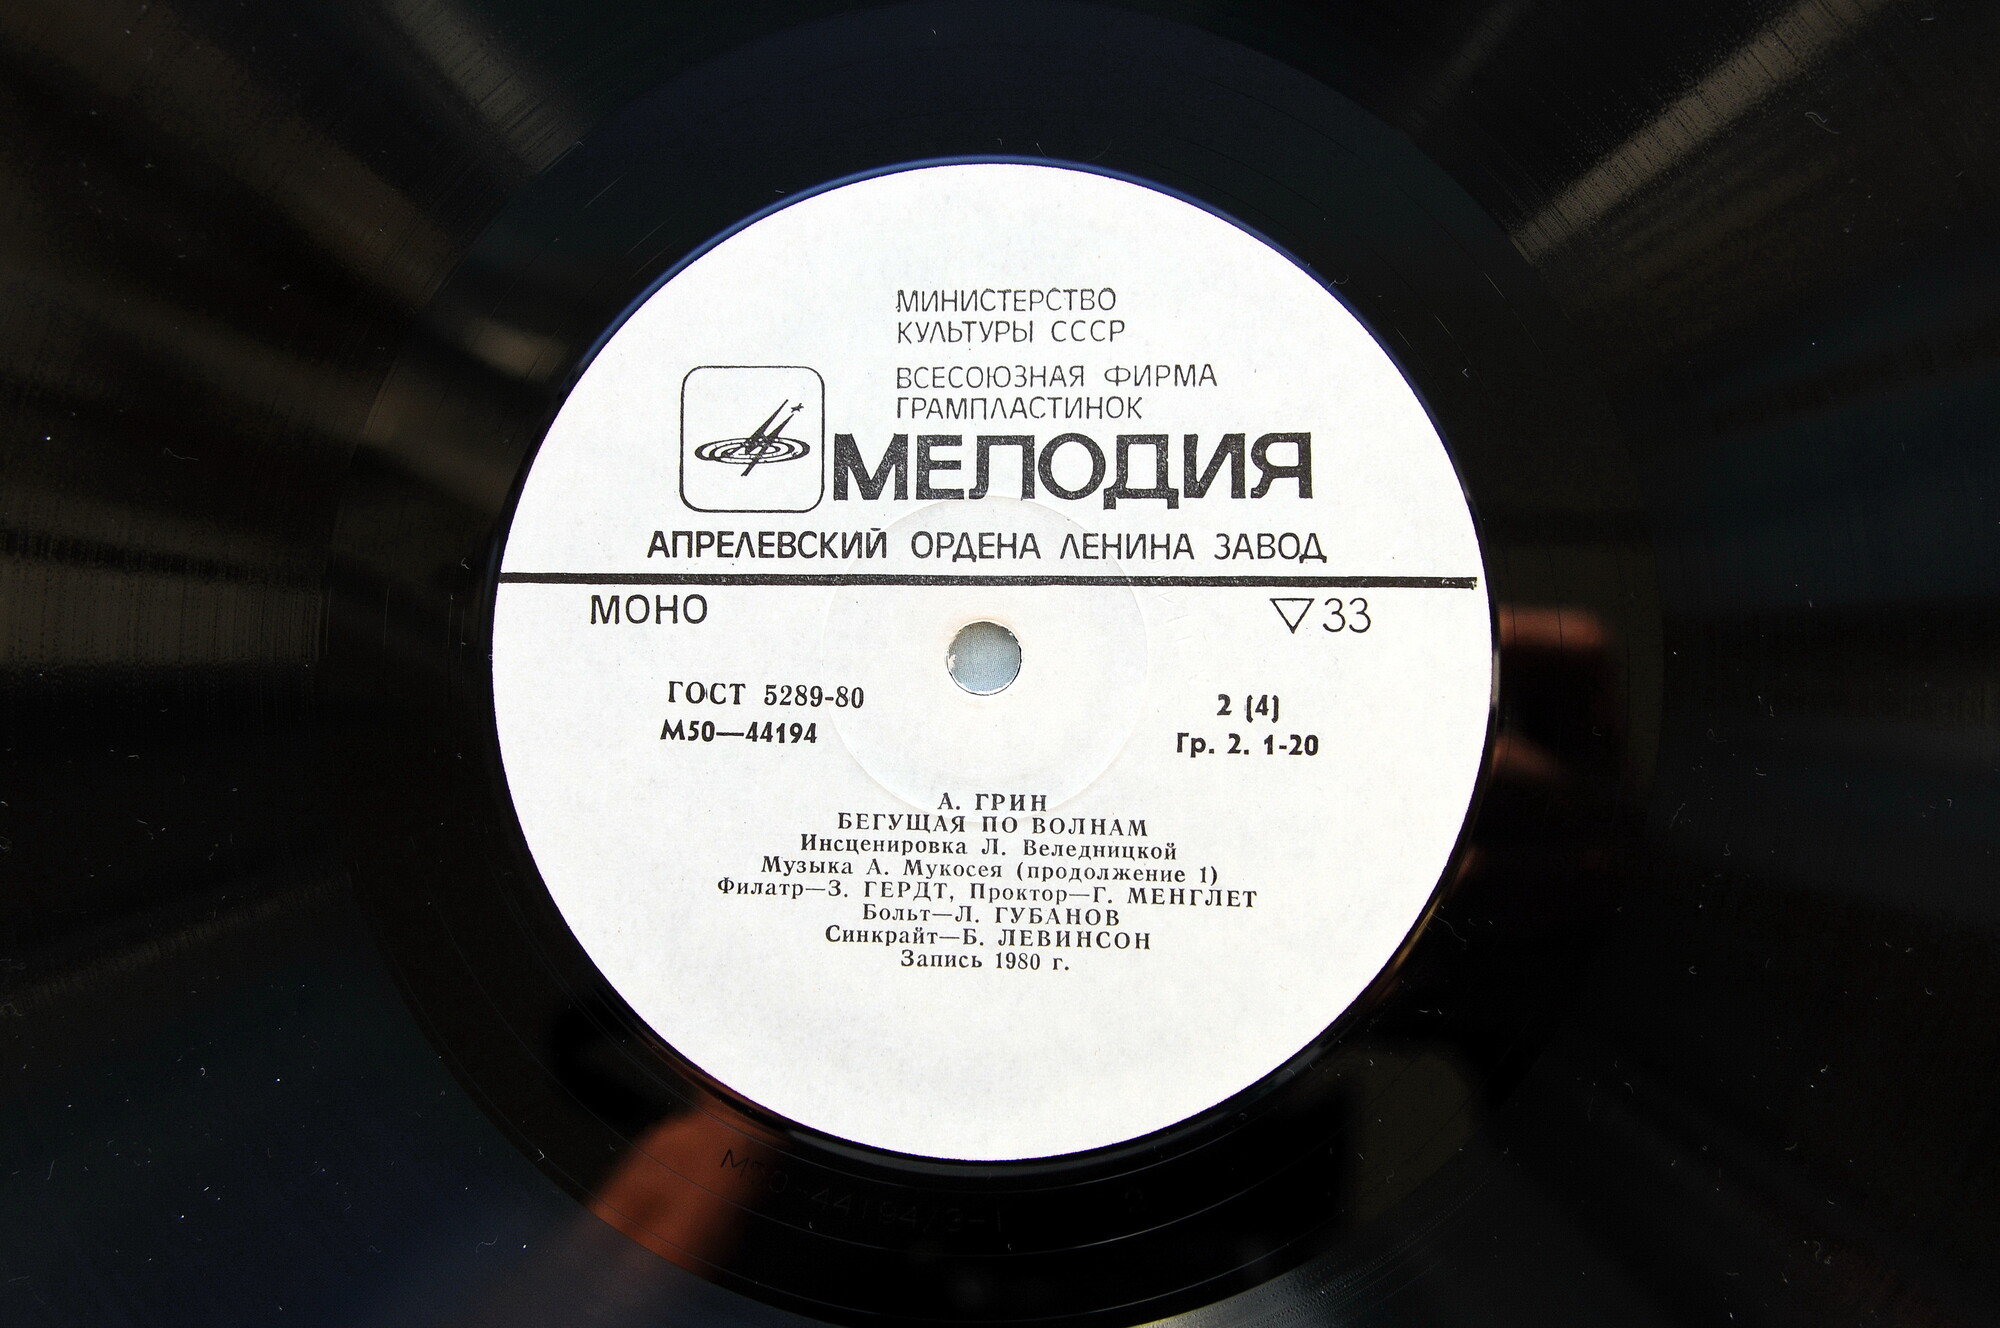 МИНИСТЕРСТВО
КУЛЬТУРЫ СССР
ВСЕСОЮЗНАЯ ФИРМА
ГРАМПЛАСТИНОК
МЕЛОДИЯ
АПРЕЛЕВСКИЙ ОРДЕНА ЛЕНИНА ЗАВОД
МОНО
▽33
ГОСТ 5289-80
М50—44194
2 (4)
Гр. 2. 1-20
А. ГРИН
БЕГУЩАЯ ПО ВОЛНАМ
Инсценировка Л. Веледницкой
Музыка А. Мукосея (продолжение 1)
Филатр—З. ГЕРДТ, Проктор—Г. МЕНГЛЕТ
Больт—Л. ГУБАНОВ
Синкрайт—Б. ЛЕВИНСОН
Запись 1980 г.